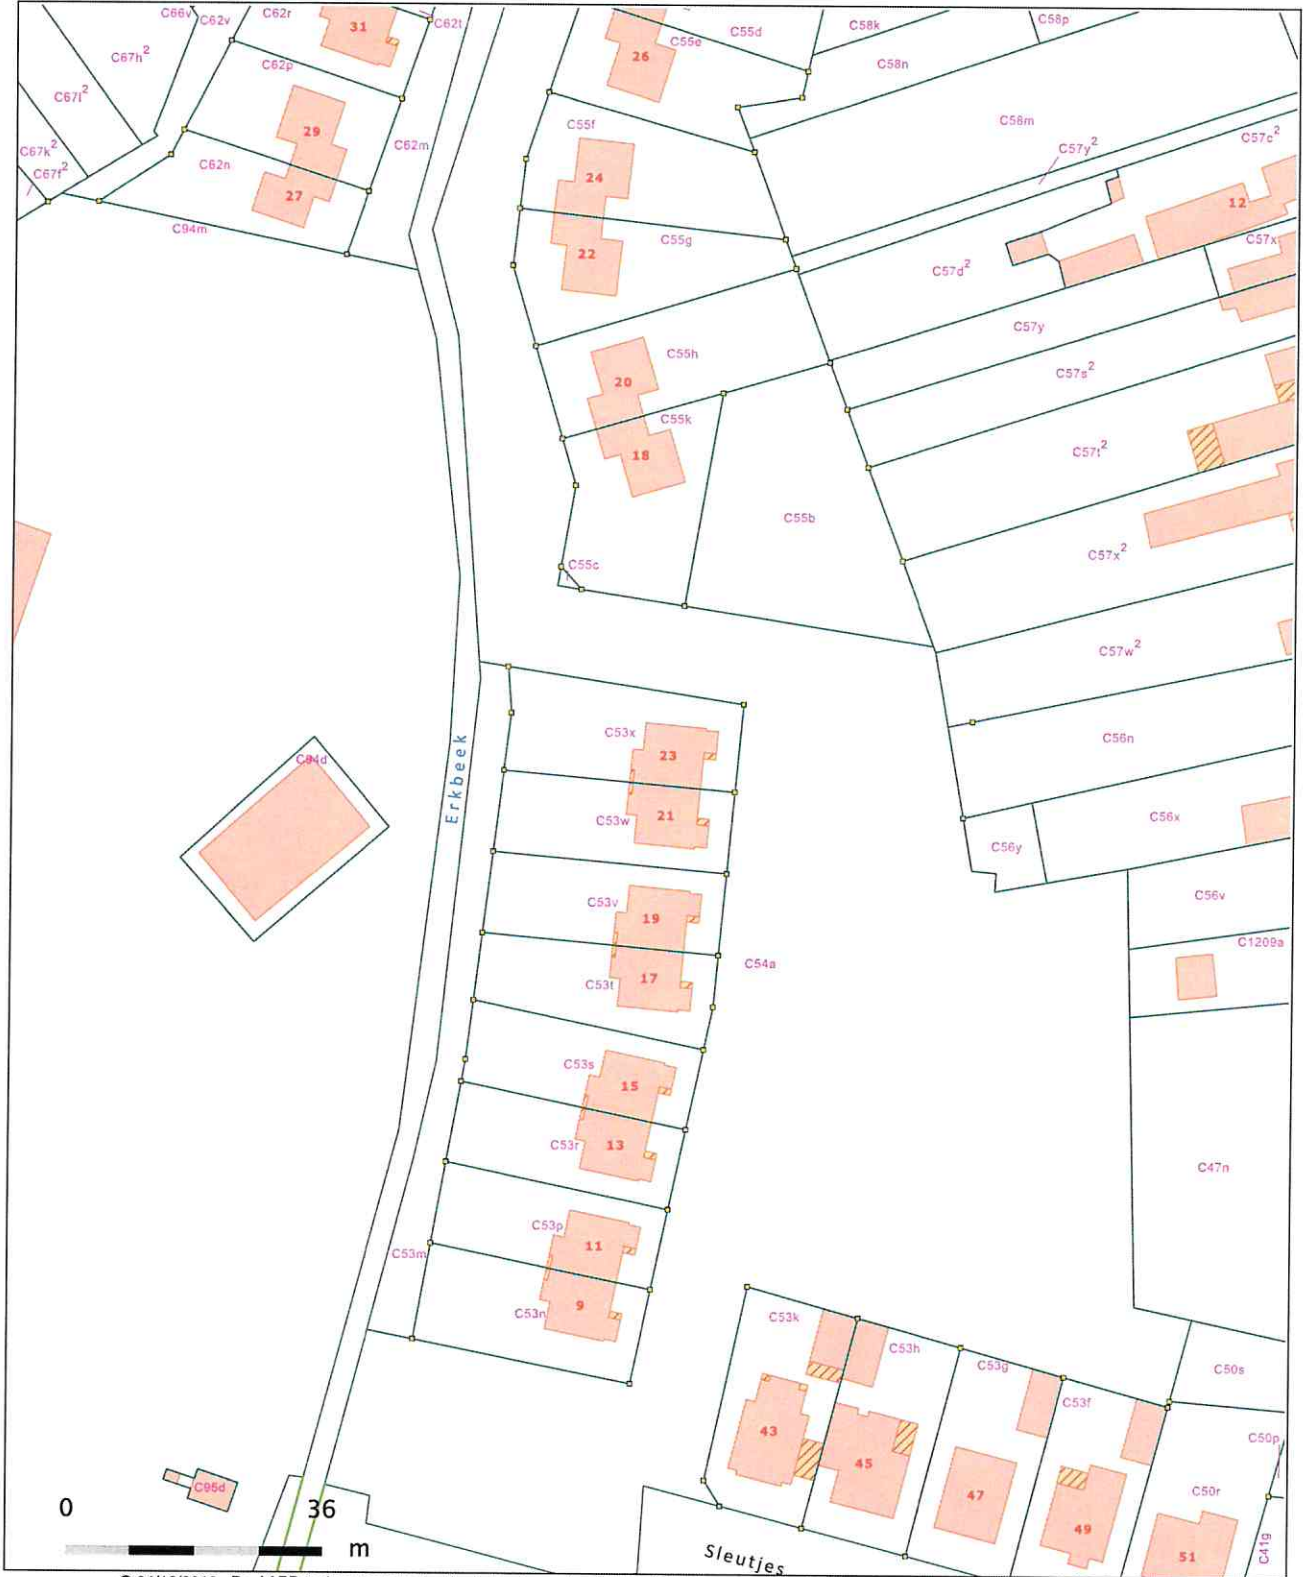 C66v C62v C62r 31 C62t 26 C55e C55d C58k C58p
C67h² C62p C58n
C67l² 29 C55f C58m C57c²
C67k² C62m C57y²
C67f² C62n 27 24 12
C94m C55g C57x
22 C57d²
C57y
20 C55h C57s²
C55k
18 C57t²
C55b
C57x²
C55c
C57w²
C53x 23 C56n
C94d
Erkbeek
C53w 21 C56x
C56y
C53v 19 C56v
C1209a
C54a
C53t 17
C53s 15
C53r 13
C47n
C53p 11
C53m
C53n 9 C53k C53h C53g
C50s
C53f
43 C50p
45
C95d 47 C50r
0 36 m
49 C41g
Sleutjes
51